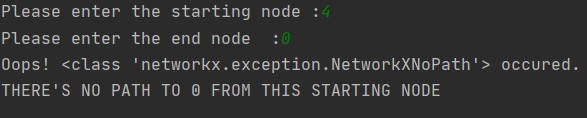 Please enter the starting node :4
Please enter the end node  :0
Oops! <class 'networkx.exception.NetworkXNoPath'> occured.
THERE'S NO PATH TO 0 FROM THIS STARTING NODE